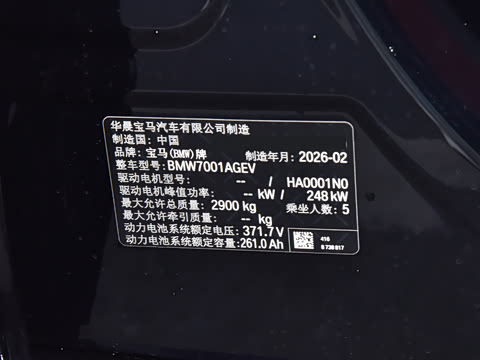 华晨宝马汽车有限公司制造
制造国: 中国
品牌: 宝马(BMW)牌 制造年月: 2026-02
整车型号: BMW7001AGEV
驱动电机型号: -- / HA0001N0
驱动电机峰值功率: -- kW / 248 kW
最大允许总质量: 2900 kg 乘坐人数: 5
最大允许牵引质量: -- kg
动力电池系统额定电压: 371.7 V
动力电池系统额定容量: 261.0 Ah
416